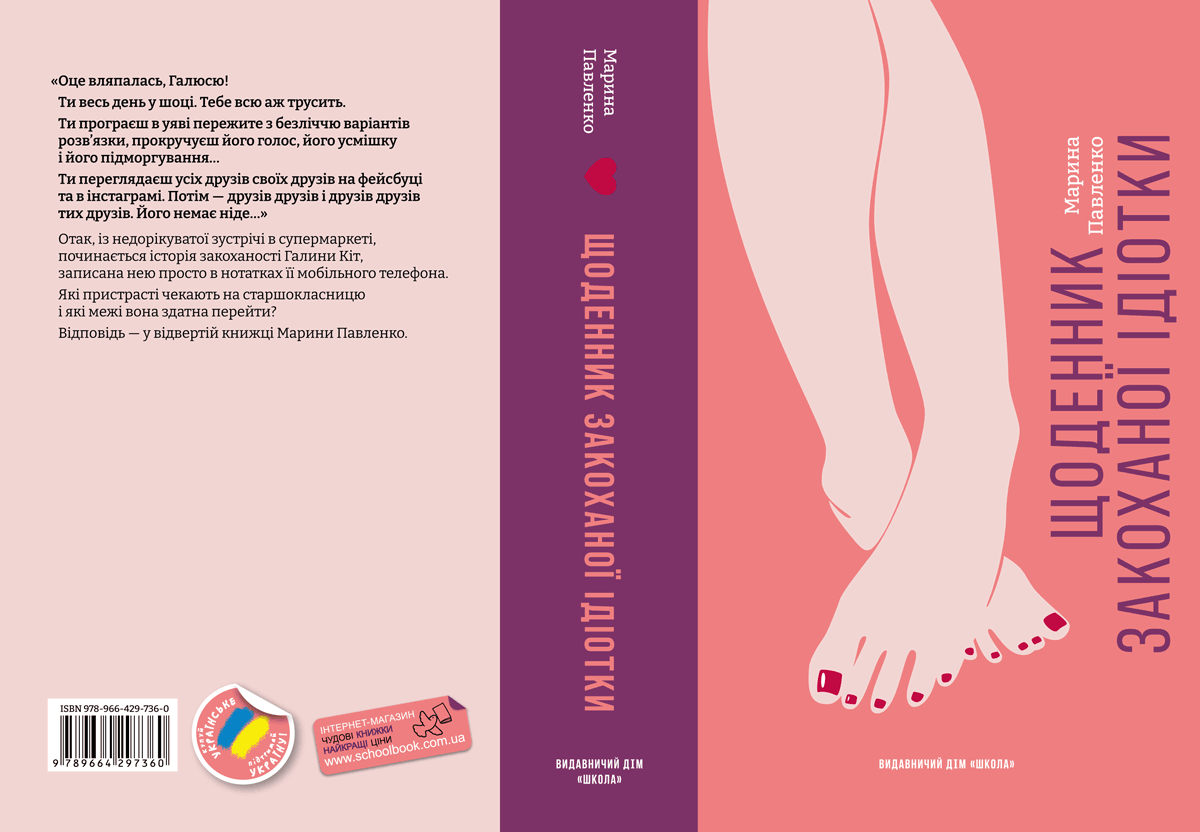 «Оце вляпалась, Галюсю!
Ти весь день у шоці. Тебе всю аж трусить.
Ти програєш в уяві пережите з безліччю варіантів
розв’язки, прокручуєш його голос, його усмішку
і його підморгування...
Ти переглядаєш усіх друзів своїх друзів на фейсбуці
та в інстаграмі. Потім — друзів друзів і друзів друзів
тих друзів. Його немає ніде...»
Отак, із недорікуватої зустрічі в супермаркеті,
починається історія закоханості Галини Кіт,
записана нею просто в нотатках її мобільного телефона.
Які пристрасті чекають на старшокласницю
і які межі вона здатна перейти?
Відповідь — у відвертій книжці Марини Павленко.
ISBN 978-966-429-736-0
9 789664 297360
КУПУЙ
УКРАЇНСЬКЕ
підтримай
УКРАЇНУ!
ІНТЕРНЕТ-МАГАЗИН
ЧУДОВІ КНИЖКИ
НАЙКРАЩІ ЦІНИ
www.schoolbook.com.ua
Марина
Павленко
ЩОДЕННИК ЗАКОХАНОЇ ІДІОТКИ
ВИДАВНИЧИЙ ДІМ
«ШКОЛА»
Марина
Павленко
ЩОДЕННИК
ЗАКОХАНОЇ ІДІОТКИ
ВИДАВНИЧИЙ ДІМ «ШКОЛА»